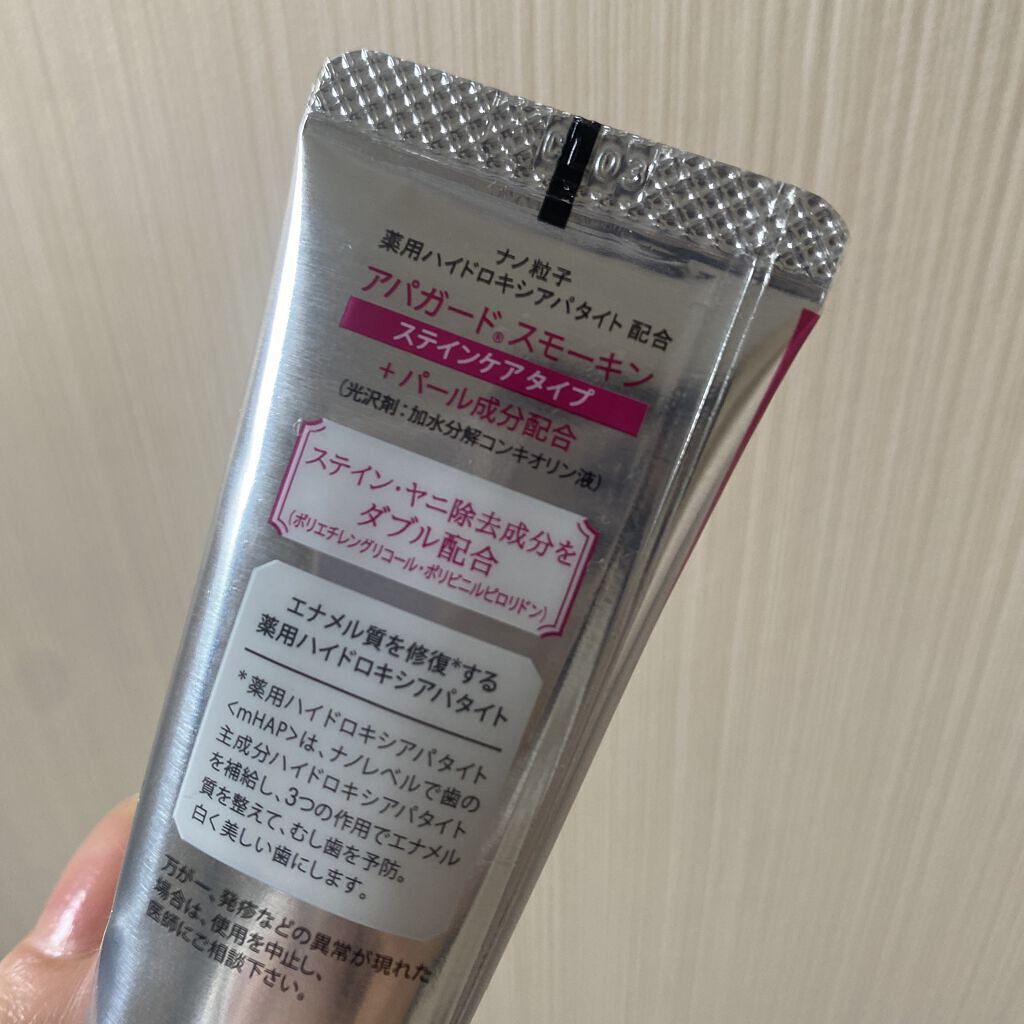 03
ナノ粒子
薬用ハイドロキシアパタイト 配合
アパガード®スモーキン
ステインケアタイプ
+パール成分配合
(光沢剤:加水分解コンキオリン液)
ステイン・ヤニ除去成分を
ダブル配合
(ポリエチレングリコール・ポリビニルピロリドン)
エナメル質を修復*する
薬用ハイドロキシアパタイト
*薬用ハイドロキシアパタイト
<mHAP>は、ナノレベルで歯の
主成分ハイドロキシアパタイト
を補給し、3つの作用でエナメル
質を整えて、むし歯を予防。
白く美しい歯にします。
万が一、発疹などの異常が現れた
場合は、使用を中止し、
医師にご相談下さい。